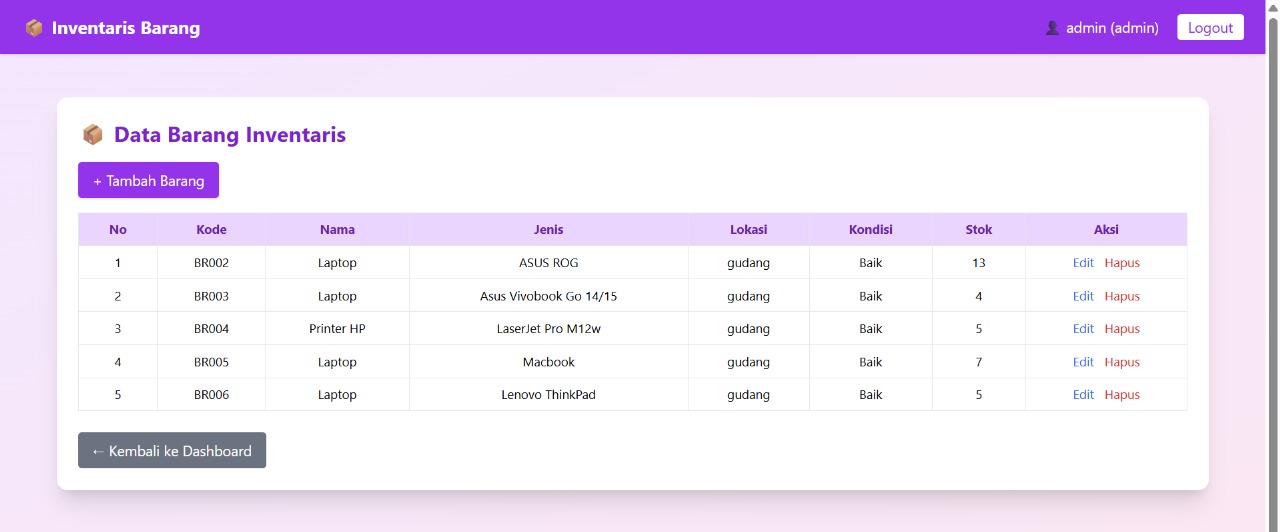 Inventaris Barang
admin (admin) Logout
Data Barang Inventaris
+ Tambah Barang
No Kode Nama Jenis Lokasi Kondisi Stok Aksi
1 BR002 Laptop ASUS ROG gudang Baik 13 Edit Hapus
2 BR003 Laptop Asus Vivobook Go 14/15 gudang Baik 4 Edit Hapus
3 BR004 Printer HP LaserJet Pro M12w gudang Baik 5 Edit Hapus
4 BR005 Laptop Macbook gudang Baik 7 Edit Hapus
5 BR006 Laptop Lenovo ThinkPad gudang Baik 5 Edit Hapus
← Kembali ke Dashboard